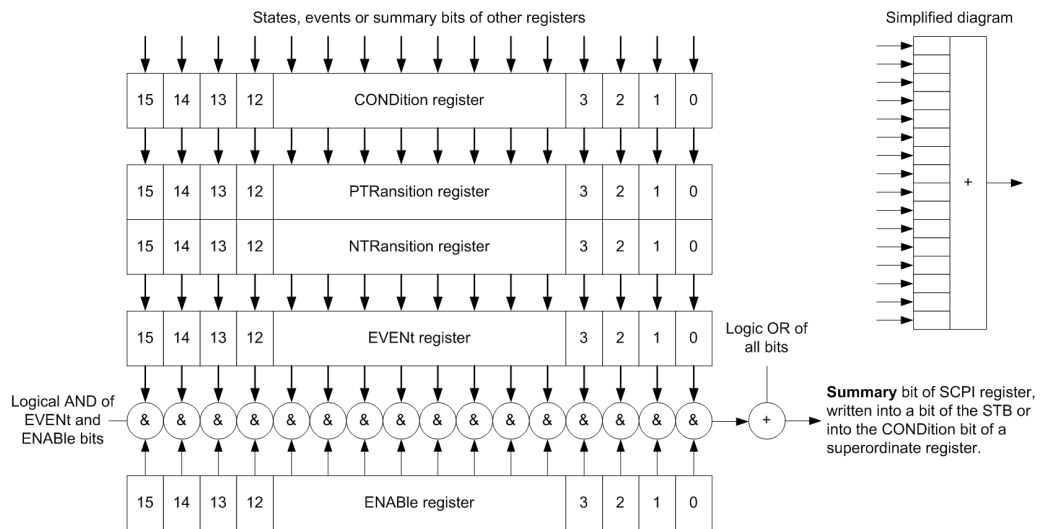 States, events or summary bits of other registers
Simplified diagram
15 14 13 12 CONDition register 3 2 1 0
15 14 13 12 PTRansition register 3 2 1 0
+
15 14 13 12 NTRansition register 3 2 1 0
15 14 13 12 EVENt register 3 2 1 0
Logic OR of
all bits
Logical AND of
EVENt and
ENABle bits
& & & & & & & & & & & & & & & &
+
Summary bit of SCPI register,
written into a bit of the STB or
into the CONDition bit of a
superordinate register.
15 14 13 12 ENABle register 3 2 1 0